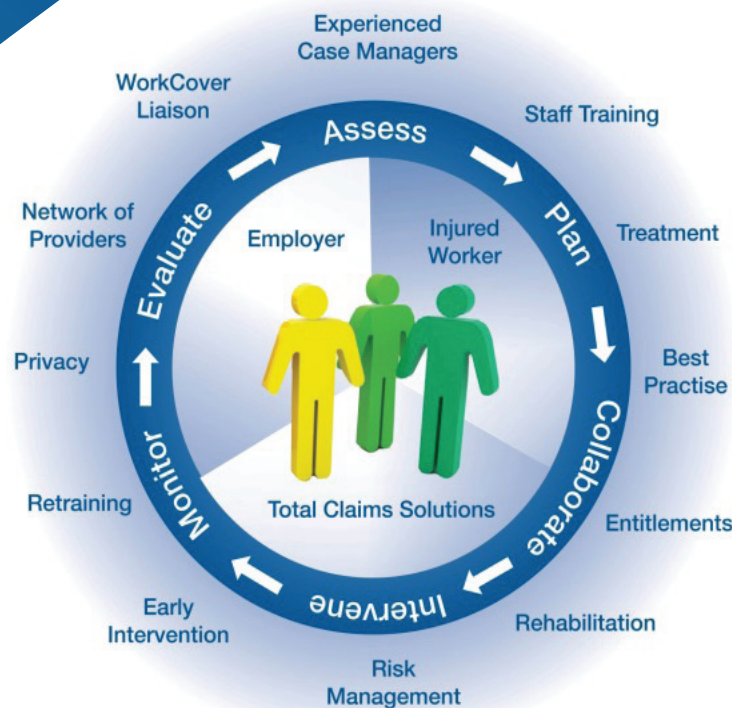 Experienced
Case Managers
Staff Training
Treatment
Best
Practise
Entitlements
Rehabilitation
Risk
Management
Early
Intervention
Retraining
Privacy
Network of
Providers
WorkCover
Liaison
Assess
Plan
Collaborate
Intervene
Monitor
Evaluate
Employer
Injured
Worker
Total Claims Solutions